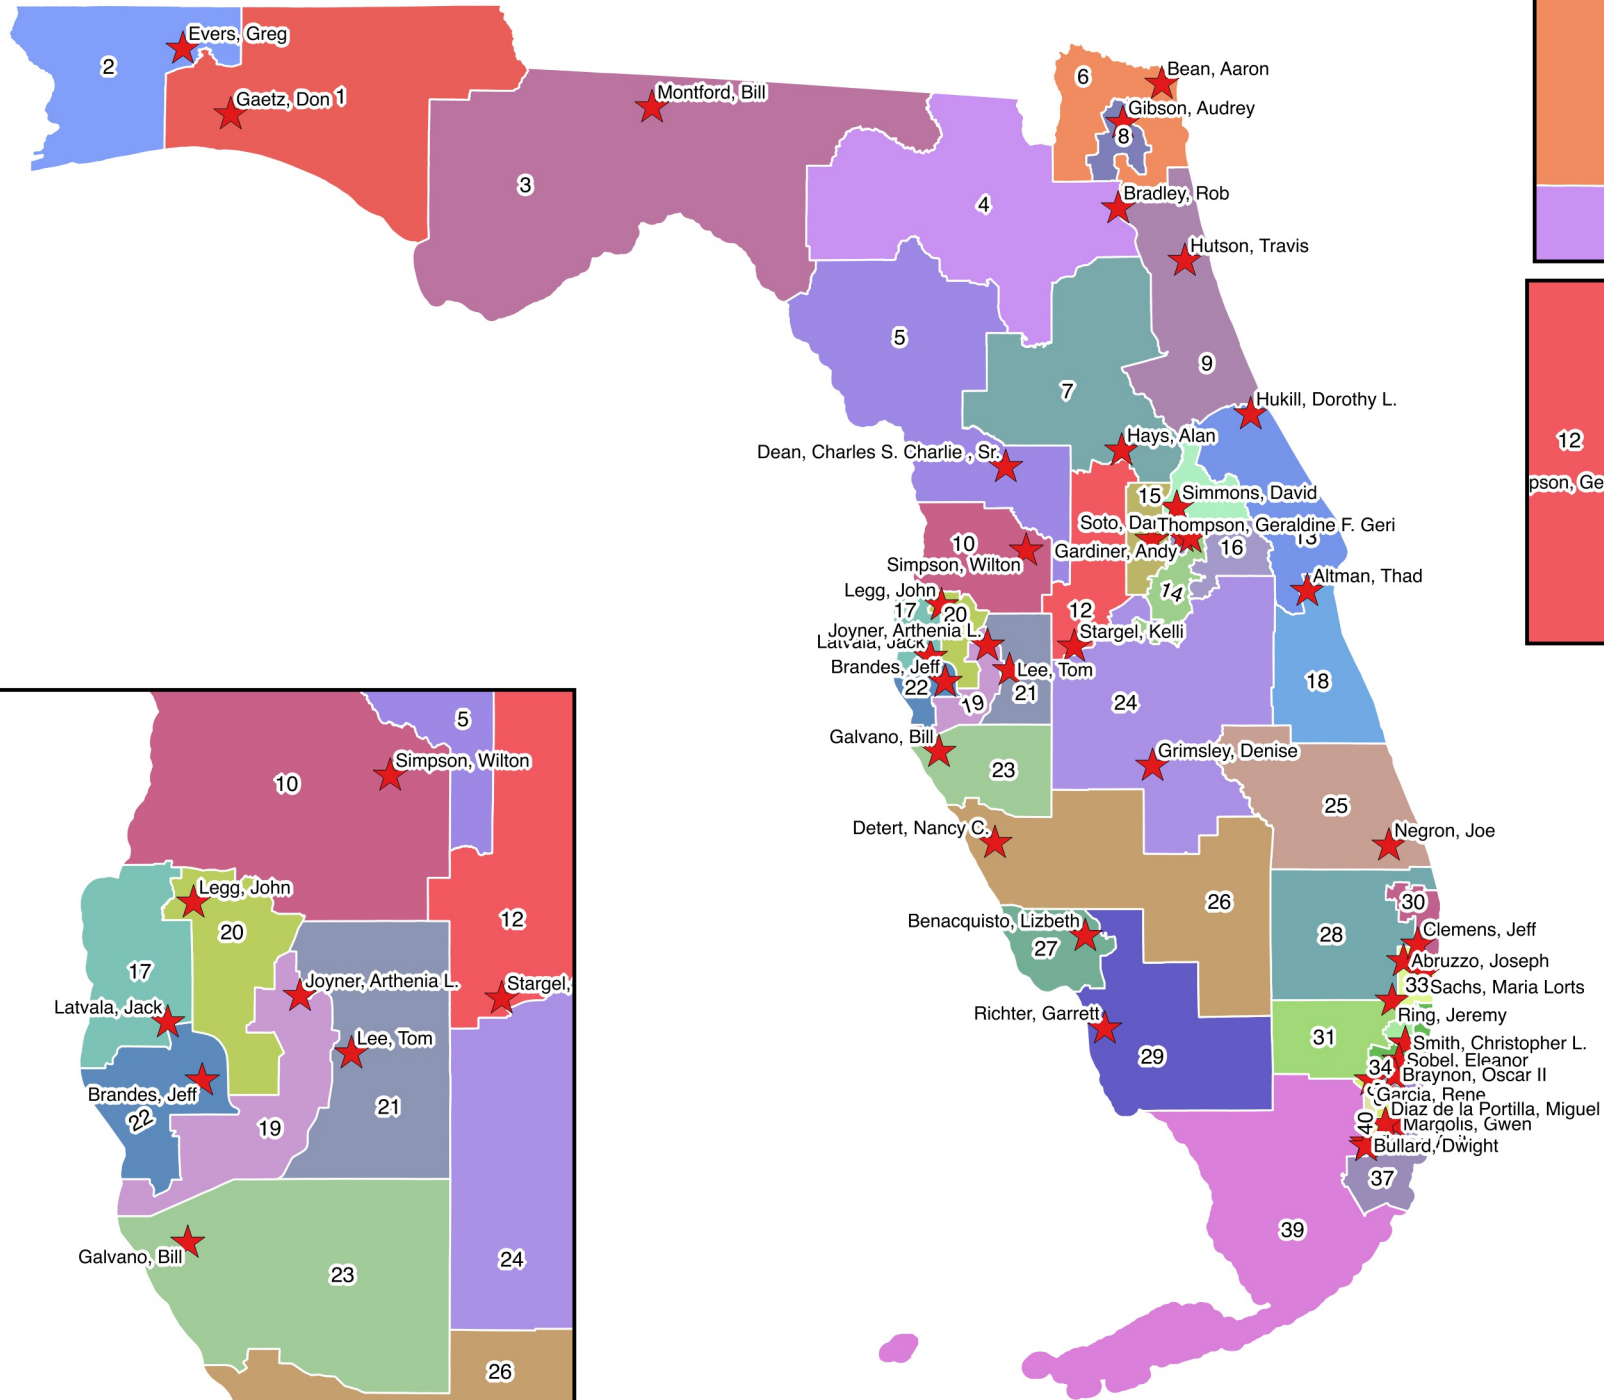 Evers, Greg
2
Gaetz, Don
1
Montford, Bill
3
6
Bean, Aaron
Gibson, Audrey
8
4
Bradley, Rob
Hutson, Travis
5
7
9
Hukill, Dorothy L.
Hays, Alan
Dean, Charles S. Charlie , Sr.
15
Simmons, David
Soto, Da
Thompson, Geraldine F. Geri
13
10
Gardiner, Andy
16
Simpson, Wilton
Altman, Thad
Legg, John
14
17
20
12
Joyner, Arthenia L.
Stargel, Kelli
Latvala, Jack
Brandes, Jeff
Lee, Tom
22
21
19
24
18
Galvano, Bill
Grimsley, Denise
23
25
Detert, Nancy C.
Negron, Joe
26
30
Benacquisto, Lizbeth
27
28
Clemens, Jeff
Abruzzo, Joseph
33
Sachs, Maria Lorts
Richter, Garrett
Ring, Jeremy
31
Smith, Christopher L.
29
Sobel, Eleanor
34
Braynon, Oscar II
Garcia, Rene
Diaz de la Portilla, Miguel
40
Margolis, Gwen
Bullard, Dwight
37
39
5
Simpson, Wilton
10
Legg, John
12
20
17
Joyner, Arthenia L.
Stargel,
Latvala, Jack
Lee, Tom
Brandes, Jeff
21
22
19
Galvano, Bill
24
23
26
12
pson, Ge